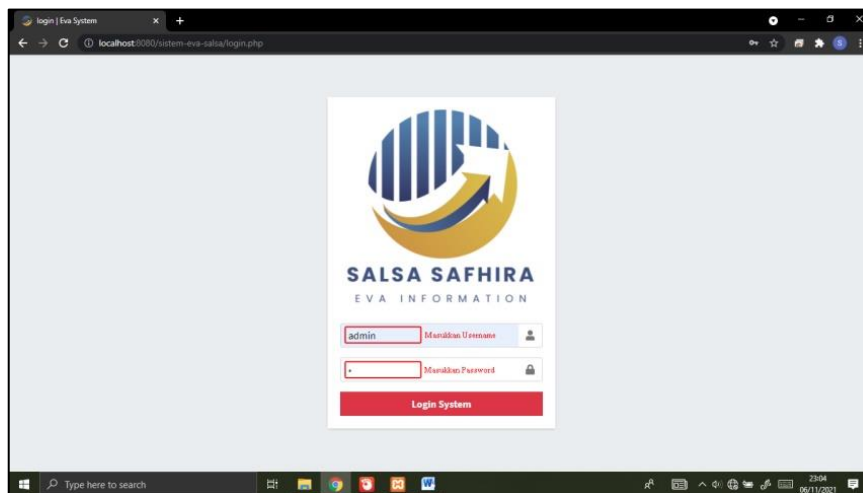 login | Eva System
localhost:8080/sistem-eva-salsa/login.php
S
SALSA SAFHIRA
EVA INFORMATION
admin Masukkan Username
Masukkan Password
Login System
Type here to search
23:04
06/11/2021